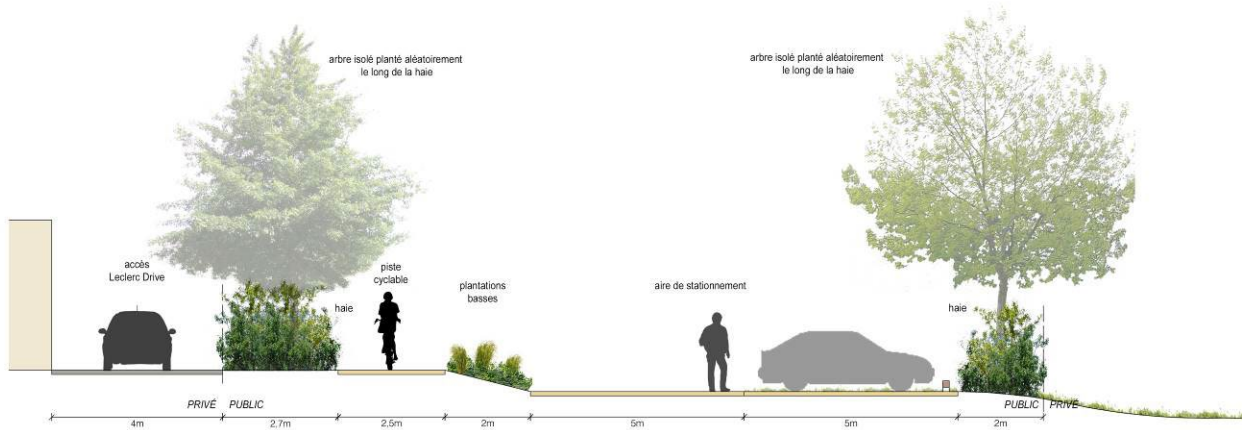 arbre isolé planté aléatoirement
le long de la haie
arbre isolé planté aléatoirement
le long de la haie
accès
Leclerc Drive
haie
piste
cyclable
plantations
basses
aire de stationnement
haie
PRIVÉ
PUBLIC
PUBLIC
PRIVÉ
4m
2,7m
2,5m
2m
5m
5m
2m